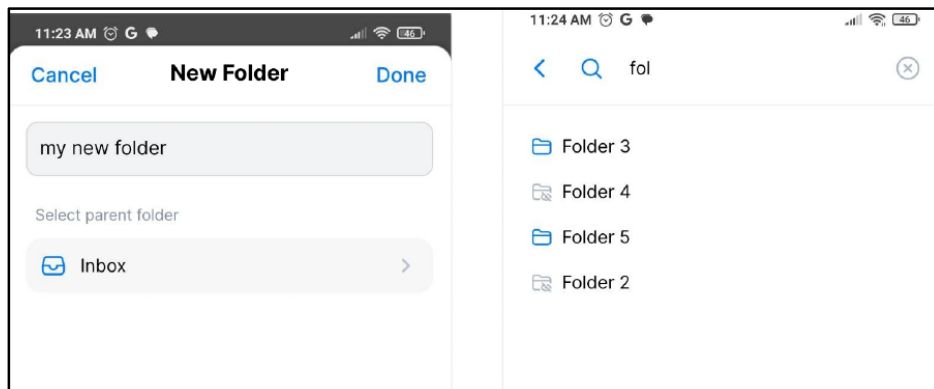 11:23 AM G 46
Cancel New Folder Done
my new folder
Select parent folder
Inbox
11:24 AM G 46
fol
Folder 3
Folder 4
Folder 5
Folder 2